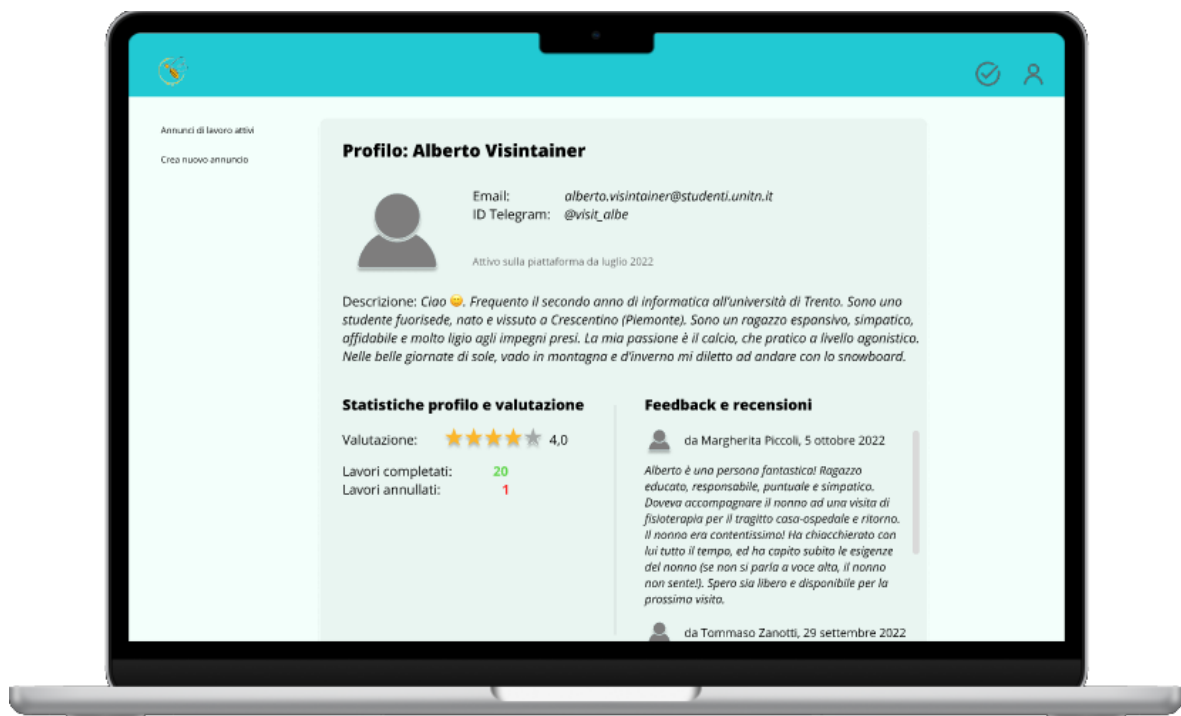 Annunci di lavoro attivi
Crea nuovo annuncio
Profilo: Alberto Visintainer
Email: alberto.visintainer@studenti.unitn.it
ID Telegram: @visit_albe
Attivo sulla piattaforma da luglio 2022
Descrizione: Ciao 😊. Frequento il secondo anno di informatica all'università di Trento. Sono uno
studente fuorisede, nato e vissuto a Crescentino (Piemonte). Sono un ragazzo espansivo, simpatico,
affidabile e molto ligio agli impegni presi. La mia passione è il calcio, che pratico a livello agonistico.
Nelle belle giornate di sole, vado in montagna e d'inverno mi diletto ad andare con lo snowboard.
Statistiche profilo e valutazione
Valutazione: 4,0
Lavori completati: 20
Lavori annullati: 1
Feedback e recensioni
da Margherita Piccoli, 5 ottobre 2022
Alberto è una persona fantastica! Ragazzo
educato, responsabile, puntuale e simpatico.
Doveva accompagnare il nonno ad una visita di
fisioterapia per il tragitto casa-ospedale e ritorno.
Il nonno era contentissimo! Ha chiacchierato con
lui tutto il tempo, ed ha capito subito le esigenze
del nonno (se non si parla a voce alta, il nonno
non sente!). Spero sia libero e disponibile per la
prossima visita.
da Tommaso Zanotti, 29 settembre 2022